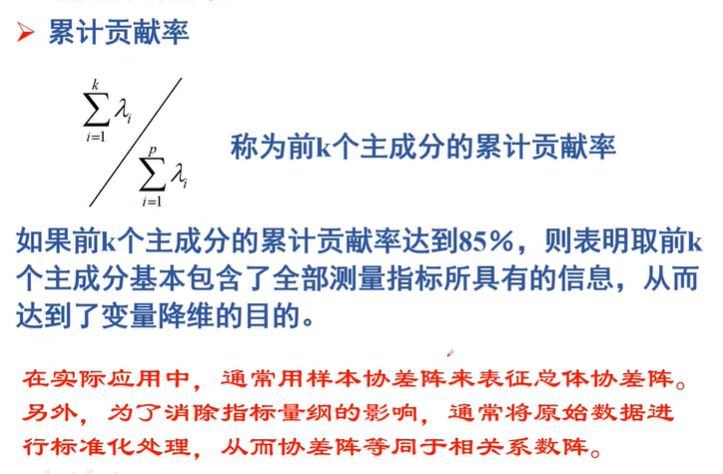 ➢ 累计贡献率
k
∑ λi
i=1
p
∑ λi
i=1
称为前k个主成分的累计贡献率
如果前k个主成分的累计贡献率达到85%，则表明取前k
个主成分基本包含了全部测量指标所具有的信息，从而
达到了变量降维的目的。
在实际应用中，通常用样本协差阵来表征总体协差阵。
另外，为了消除指标量纲的影响，通常将原始数据进
行标准化处理，从而协差阵等同于相关系数阵。